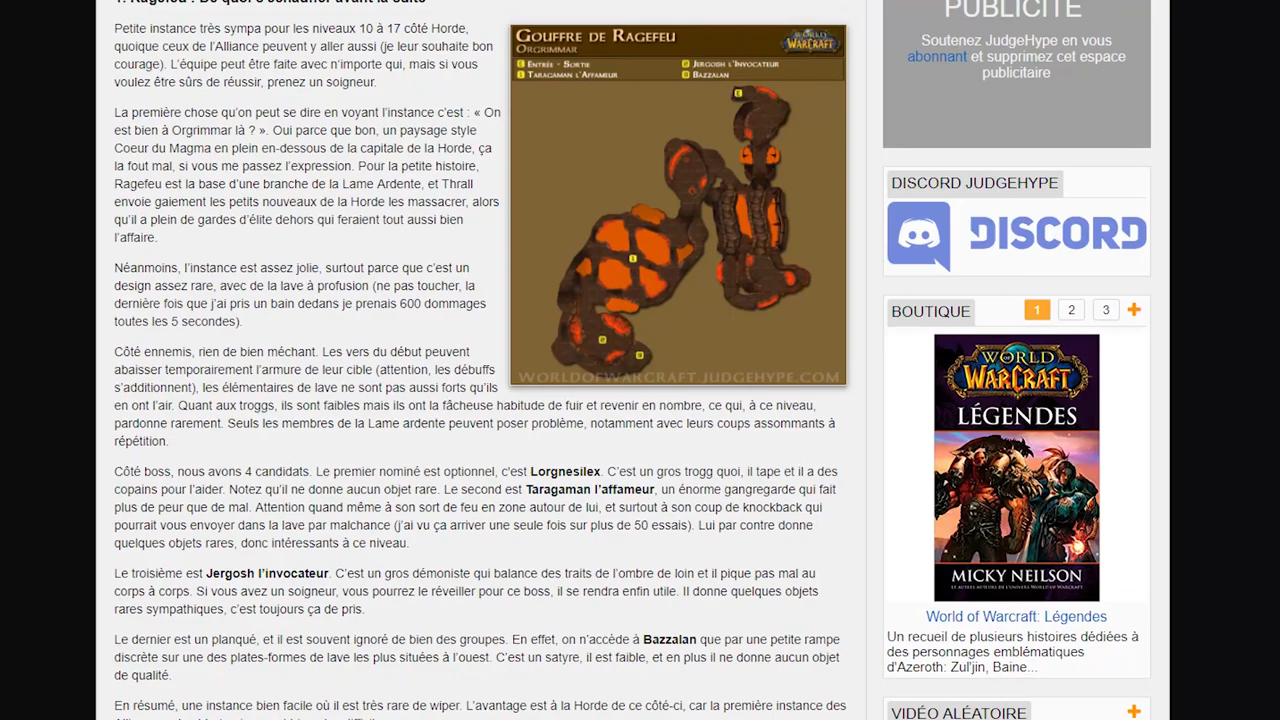 Petite instance très sympa pour les niveaux 10 à 17 côté Horde,
quoique ceux de l'Alliance peuvent y aller aussi (je leur souhaite bon
courage). L'équipe peut être faite avec n'importe qui, mais si vous
voulez être sûrs de réussir, prenez un soigneur.
La première chose qu'on peut se dire en voyant l'instance c'est : « On
est bien à Orgrimmar là ? ». Oui parce que bon, un paysage style
Coeur du Magma en plein en-dessous de la capitale de la Horde, ça
la fout mal, si vous me passez l'expression. Pour la petite histoire,
Ragefeu est la base d'une branche de la Lame Ardente, et Thrall
envoie gaiement les petits nouveaux de la Horde les massacrer, alors
qu'il a plein de gardes d'élite dehors qui feraient tout aussi bien
l'affaire.
Néanmoins, l'instance est assez jolie, surtout parce que c'est un
design assez rare, avec de la lave à profusion (ne pas toucher, la
dernière fois que j'ai pris un bain dedans je prenais 600 dommages
toutes les 5 secondes).
Côté ennemis, rien de bien méchant. Les vers du début peuvent
abaisser temporairement l'armure de leur cible (attention, les débuffs
s'additionnent), les élémentaires de lave ne sont pas aussi forts qu'ils
en ont l'air. Quant aux troggs, ils sont faibles mais ils ont la fâcheuse habitude de fuir et revenir en nombre, ce qui, à ce niveau,
pardonne rarement. Seuls les membres de la Lame ardente peuvent poser problème, notamment avec leurs coups assommants à
répétition.
Côté boss, nous avons 4 candidats. Le premier nominé est optionnel, c'est Lorgnesilex. C'est un gros trogg quoi, il tape et il a des
copains pour l'aider. Notez qu'il ne donne aucun objet rare. Le second est Taragaman l'affameur, un énorme gangregarde qui fait
plus de peur que de mal. Attention quand même à son sort de feu en zone autour de lui, et surtout à son coup de knockback qui
pourrait vous envoyer dans la lave par malchance (j'ai vu ça arriver une seule fois sur plus de 50 essais). Lui par contre donne
quelques objets rares, donc intéressants à ce niveau.
Le troisième est Jergosh l'invocateur. C'est un gros démoniste qui balance des traits de l'ombre de loin et il pique pas mal au
corps à corps. Si vous avez un soigneur, vous pourrez le réveiller pour ce boss, il se rendra enfin utile. Il donne quelques objets
rares sympathiques, c'est toujours ça de pris.
Le dernier est un planqué, et il est souvent ignoré de bien des groupes. En effet, on n'accède à Bazzalan que par une petite rampe
discrète sur une des plates-formes de lave les plus situées à l'ouest. C'est un satyre, il est faible, et en plus il ne donne aucun objet
de qualité.
En résumé, une instance bien facile où il est très rare de wiper. L'avantage est à la Horde de ce côté-ci, car la première instance des
GOUFFRE DE RAGEFEU
ORGRIMMAR
WORLD OF WARCRAFT
E ENTRÉE - SORTIE
JERGOSH L'INVOCATEUR
TARAGAMAN L'AFFAMEUR
BAZZALAN
WORLDOFWARCRAFT.JUDGEHYPE.COM
PUBLICITÉ
Soutenez JudgeHype en vous
abonnant et supprimez cet espace
publicitaire
DISCORD JUDGEHYPE
DISCORD
BOUTIQUE 1 2 3 +
WORLD OF WARCRAFT
LÉGENDES
MICKY NEILSON
World of Warcraft: Légendes
Un recueil de plusieurs histoires dédiées à
des personnages emblématiques
d'Azeroth: Zul'jin, Baine...
VIDÉO ALÉATOIRE +